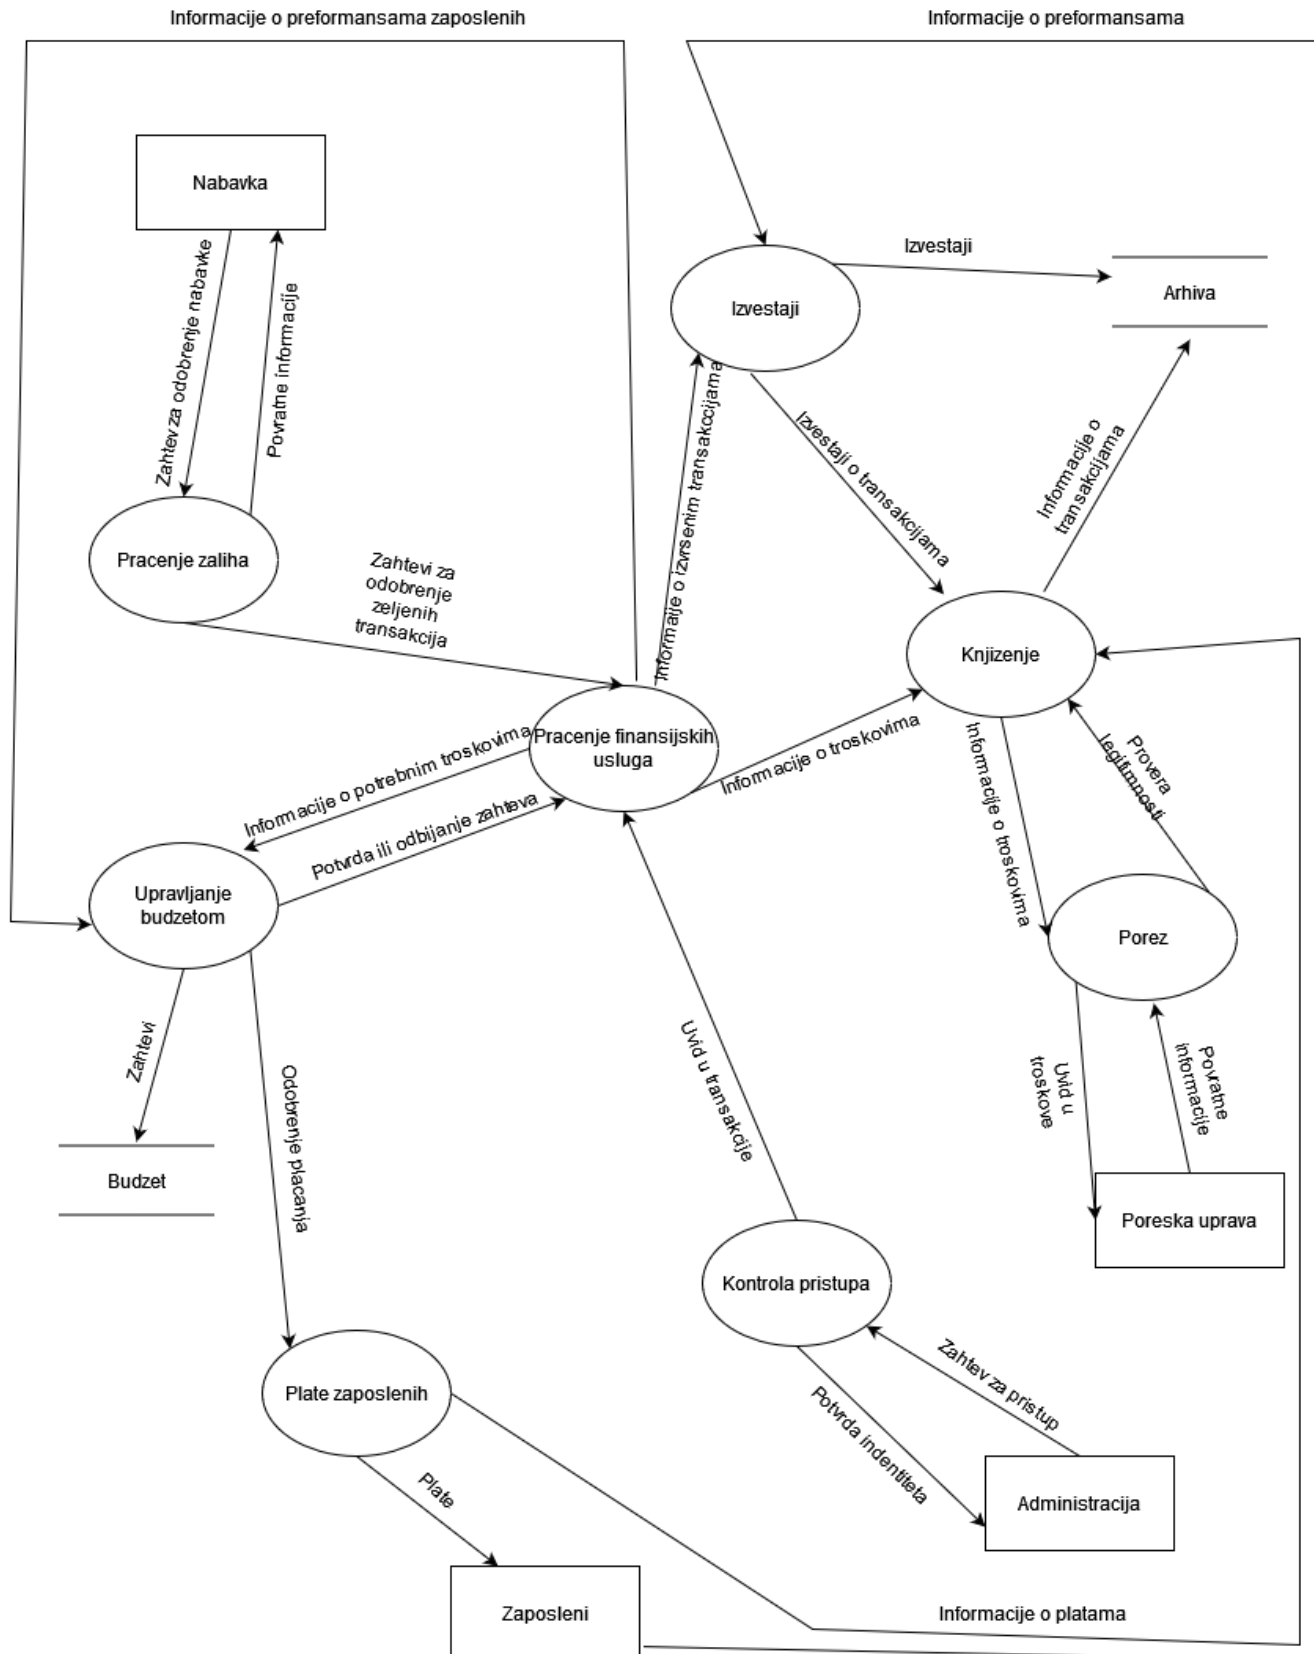 Informacije o preformansama zaposlenih
Informacije o preformansama
Nabavka
Zahtev za odobrenje nabavke
Povratne informacije
Izvestaji
Izvestaji
Arhiva
Informaije o izvrsenim transakccijama
Izvestaji o transakcijama
Informacije o
transakcijama
Pracenje zaliha
Zahtevi za
odobrenje
zeljenih
transakcija
Knjizenje
Pracenje finansijskih
usluga
Informacije o potrebnim troskovima
Potvrda ili odbijanje zahteva
Informacije o troskovima
Informacije o troskovima
Provera
legitimnosti
Upravljanje
budzetom
Porez
Zahtevi
Odobrenje placanja
Uvid u transakcije
Uvid u
troskove
Povratne
informacije
Budzet
Poreska uprava
Kontrola pristupa
Zahtev za pristup
Potvrda indentiteta
Plate zaposlenih
Plate
Administracija
Zaposleni
Informacije o platama